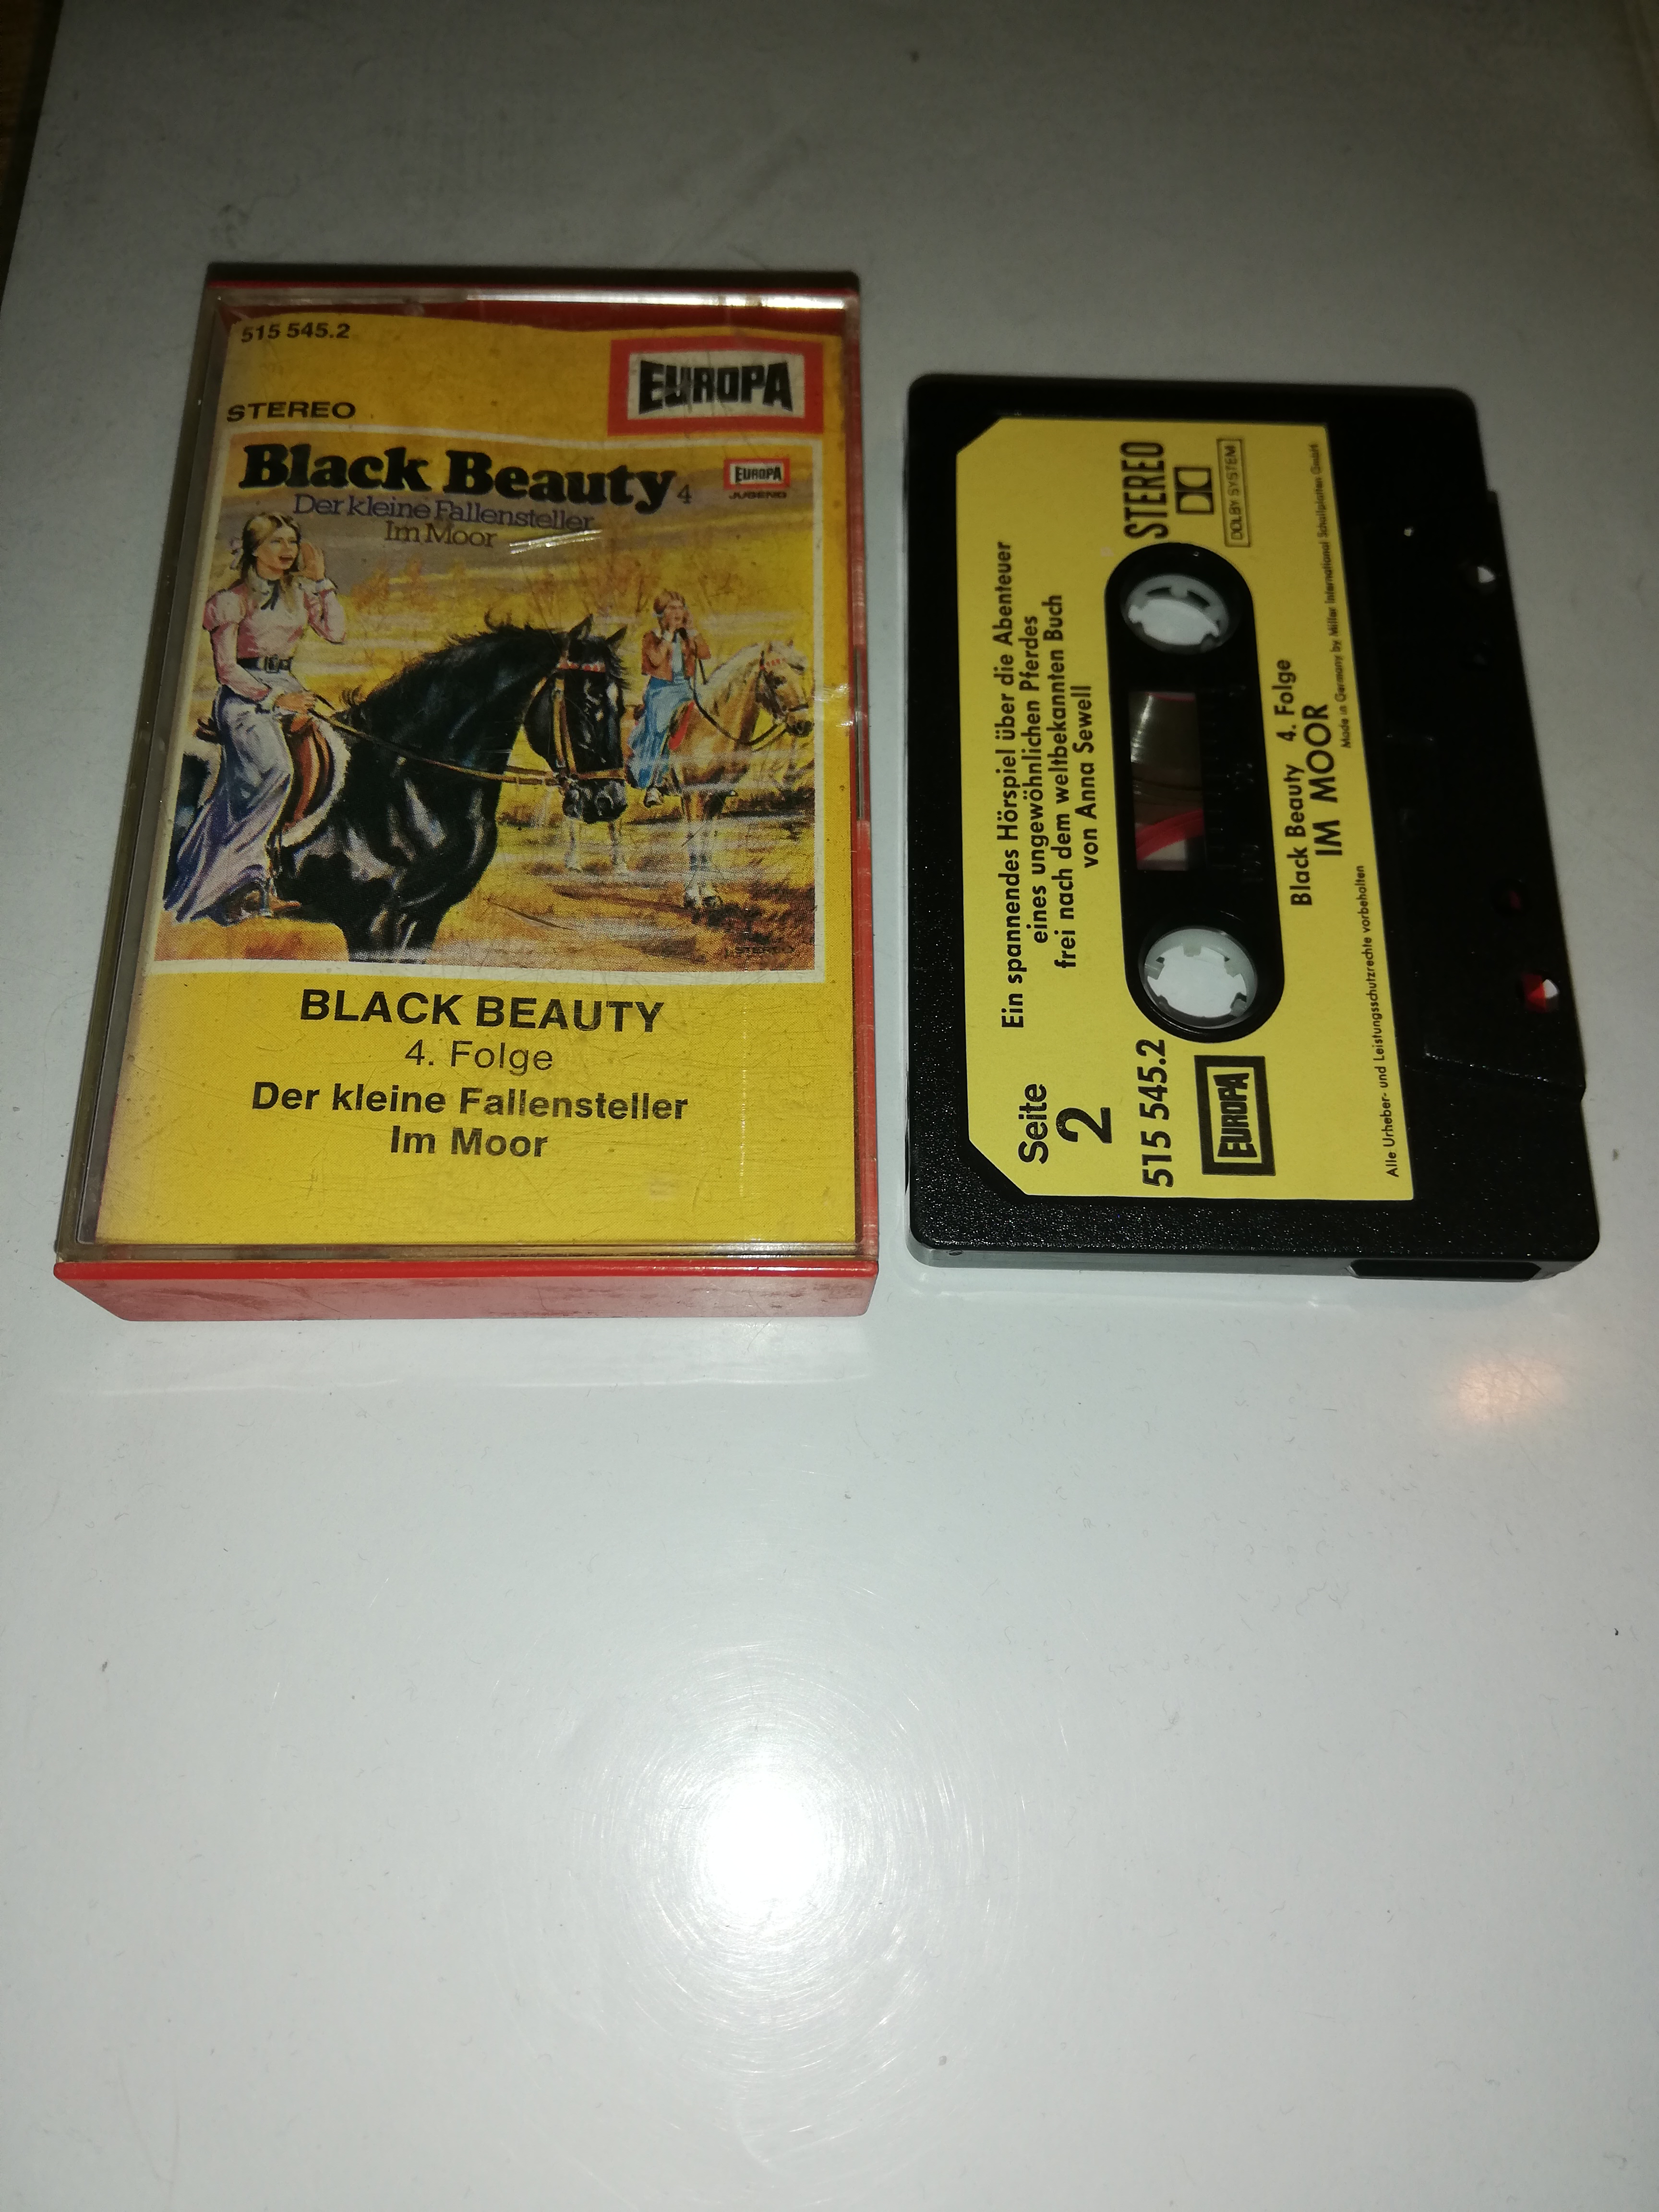 515 545.2
EUROPA
STEREO
Black Beauty 4
EUROPA
JUGEND
Der kleine Fallensteller
Im Moor
STEREO
BLACK BEAUTY
4. Folge
Der kleine Fallensteller
Im Moor
Ein spannendes Hörspiel über die Abenteuer
eines ungewöhnlichen Pferdes
frei nach dem weltbekannten Buch
von Anna Sewell
Seite
2
515 545.2
EUROPA
STEREO
DOLBY SYSTEM
Black Beauty 4. Folge
IM MOOR
Made in Germany by Miller International Schallplatten GmbH
Alle Urheber- und Leistungsschutzrechte vorbehalten